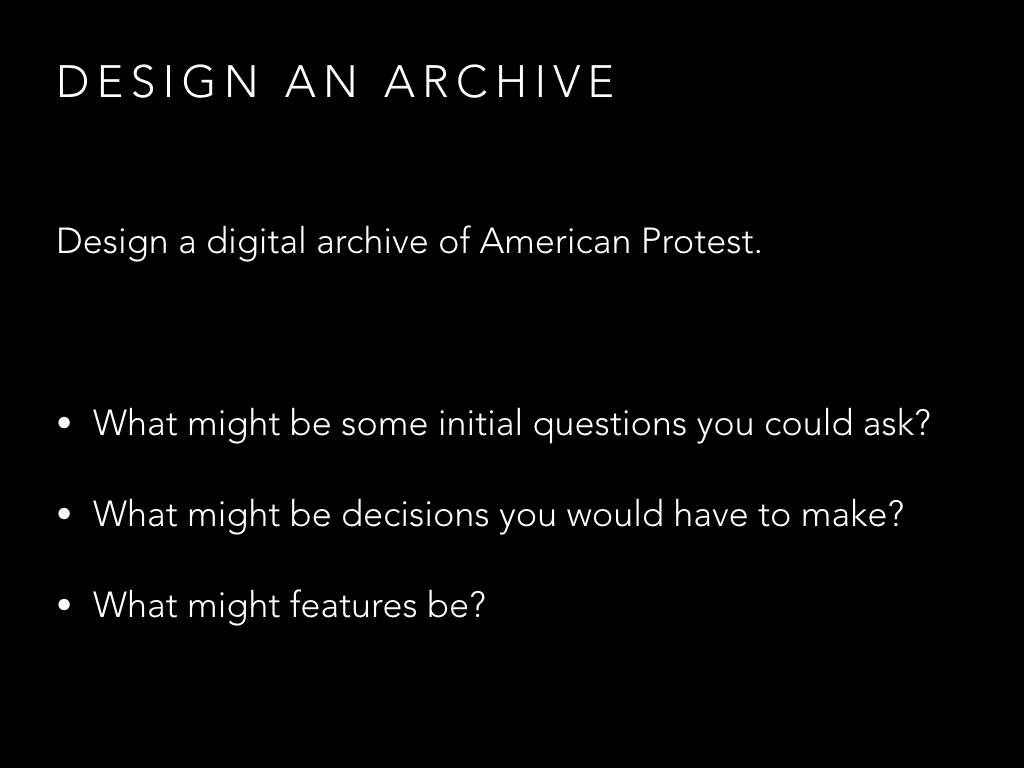 DESIGN AN ARCHIVE
Design a digital archive of American Protest.
• What might be some initial questions you could ask?
• What might be decisions you would have to make?
• What might features be?